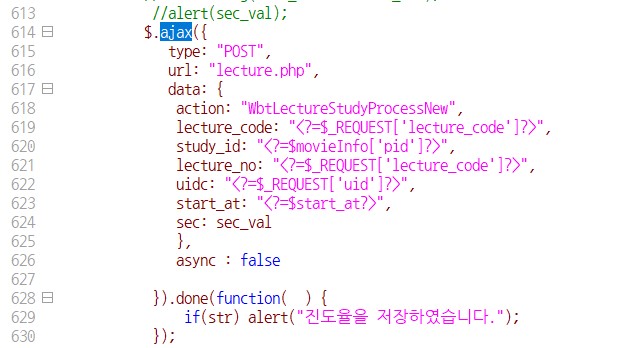 613 //alert(sec_val);
614 $.ajax({
615 type: "POST",
616 url: "lecture.php",
617 data: {
618 action: "WbtLectureStudyProcessNew",
619 lecture_code: "<?=$_REQUEST['lecture_code']?>",
620 study_id: "<?=$movieInfo['pid']?>",
621 lecture_no: "<?=$_REQUEST['lecture_code']?>",
622 uidc: "<?=$_REQUEST['uid']?>",
623 start_at: "<?=$start_at?>",
624 sec: sec_val
625 },
626 async : false
627
628 }).done(function(  ) {
629 if(str) alert("진도율을 저장하였습니다.");
630 });